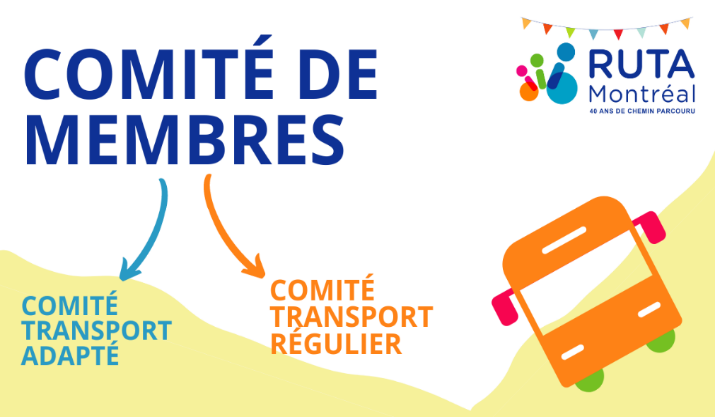 COMITÉ DE
MEMBRES
RUTA
Montréal
40 ANS DE CHEMIN PARCOURU
COMITÉ
TRANSPORT
ADAPTÉ
COMITÉ
TRANSPORT
RÉGULIER